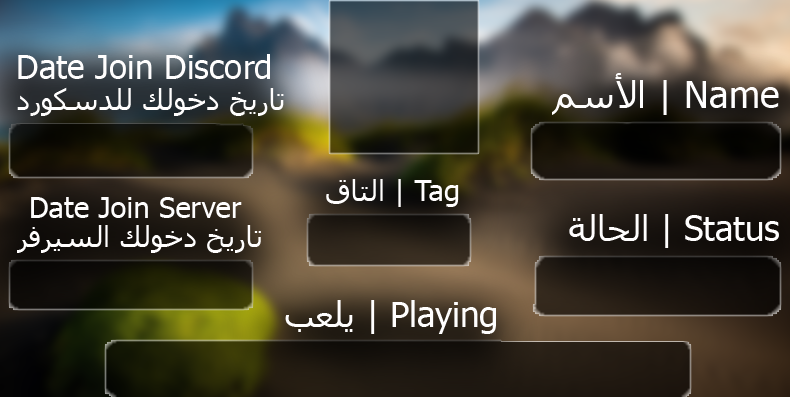 Date Join Discord
تاريخ دخولك للدسكورد
الأسم | Name
التاق | Tag
Date Join Server
تاريخ دخولك السيرفر
الحالة | Status
يلعب | Playing